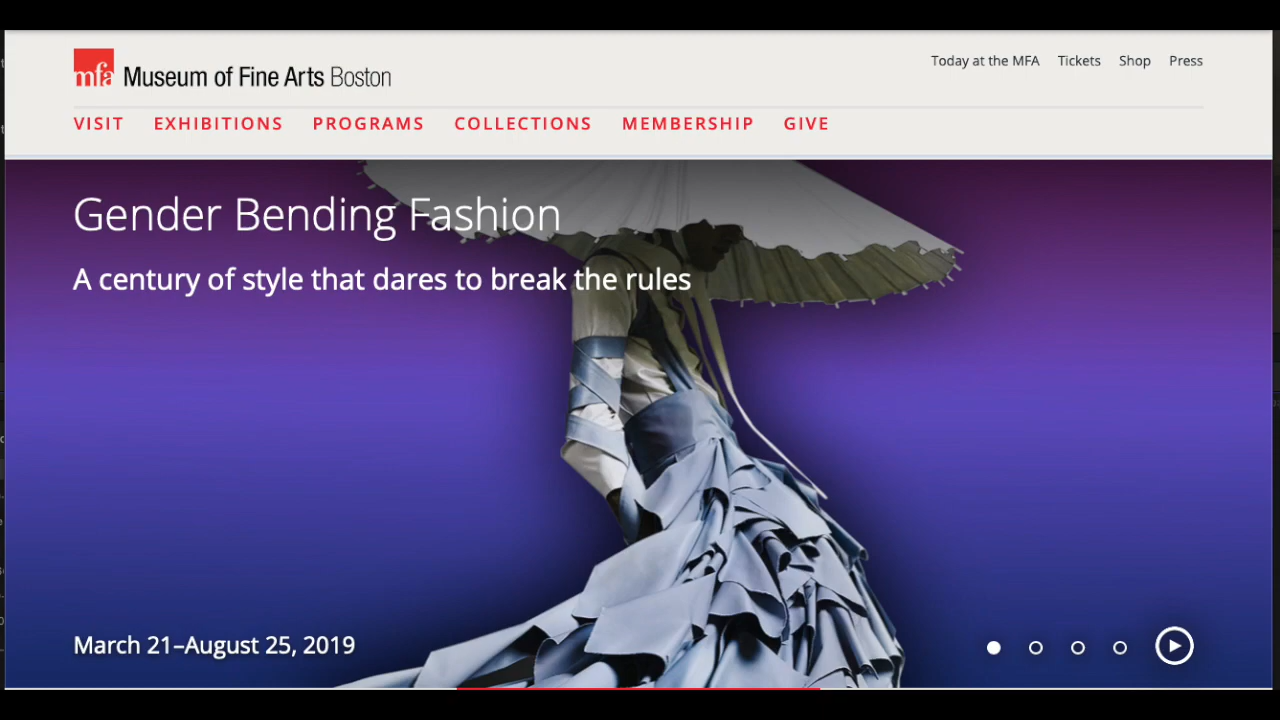 mfa Museum of Fine Arts Boston
Today at the MFA Tickets Shop Press
VISIT EXHIBITIONS PROGRAMS COLLECTIONS MEMBERSHIP GIVE
Gender Bending Fashion
A century of style that dares to break the rules
March 21–August 25, 2019